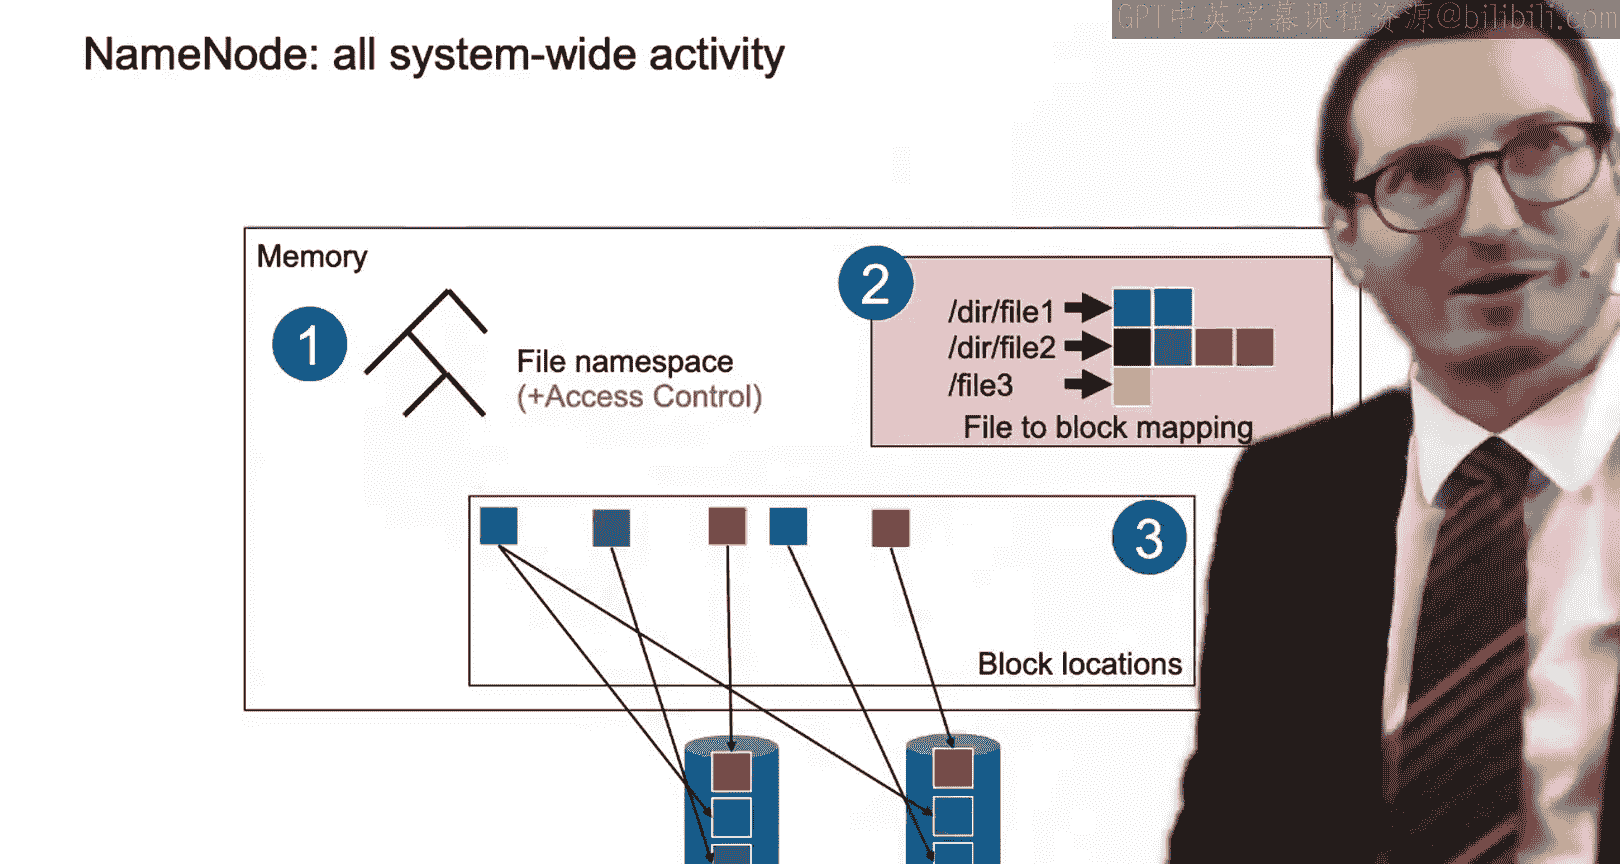 GPT中英字幕课程资源@bilibili.com
NameNode: all system-wide activity
Memory
1
File namespace
(+Access Control)
2
/dir/file1
/dir/file2
/file3
File to block mapping
3
Block locations